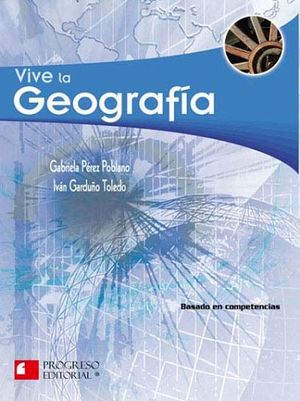 Vive la
Geografía
Gabriela Pérez Poblano
Iván Garduño Toledo
Basado en competencias
PROGRESO
EDITORIAL ®